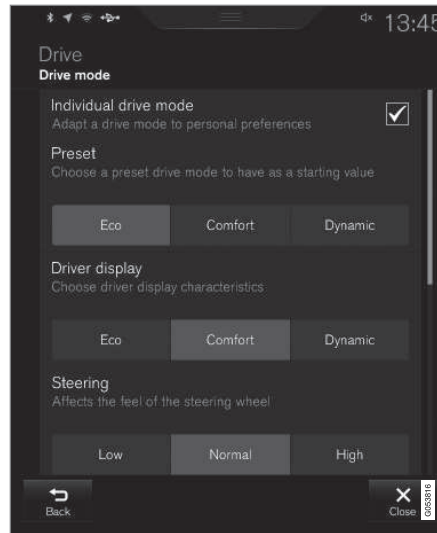 13:45
Drive
Drive mode
Individual drive mode
Adapt a drive mode to personal preferences
Preset
Choose a preset drive mode to have as a starting value
Eco Comfort Dynamic
Driver display
Choose driver display characteristics
Eco Comfort Dynamic
Steering
Affects the feel of the steering wheel
Low Normal High
Back
Close
G053816